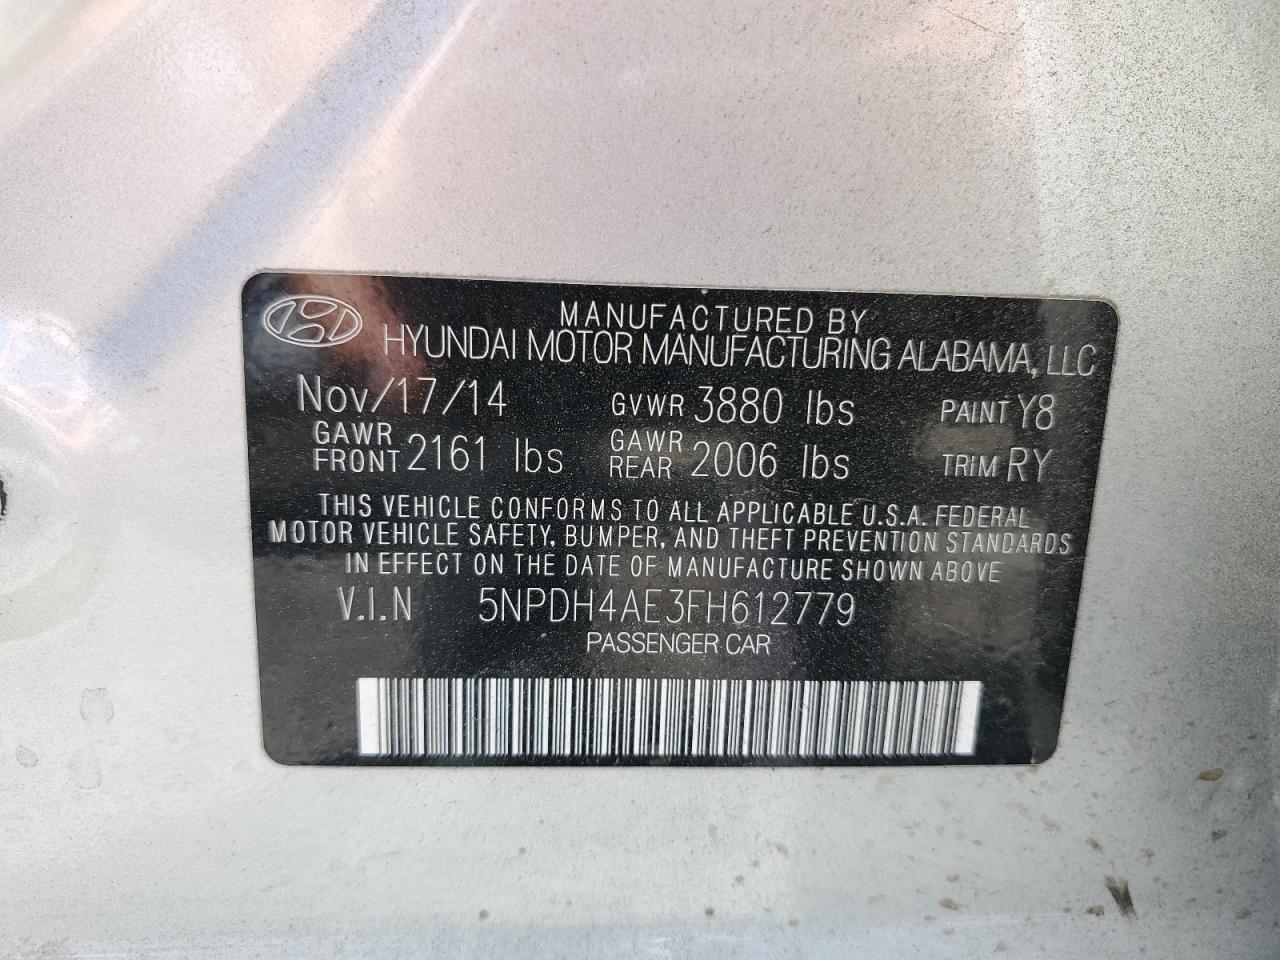 MANUFACTURED BY
HYUNDAI MOTOR MANUFACTURING ALABAMA, LLC
Nov/17/14 GVWR 3880 lbs PAINT Y8
GAWR FRONT 2161 lbs GAWR REAR 2006 lbs TRIM RY
THIS VEHICLE CONFORMS TO ALL APPLICABLE U.S.A. FEDERAL
MOTOR VEHICLE SAFETY, BUMPER, AND THEFT PREVENTION STANDARDS
IN EFFECT ON THE DATE OF MANUFACTURE SHOWN ABOVE
V.I.N 5NPDH4AE3FH612779
PASSENGER CAR